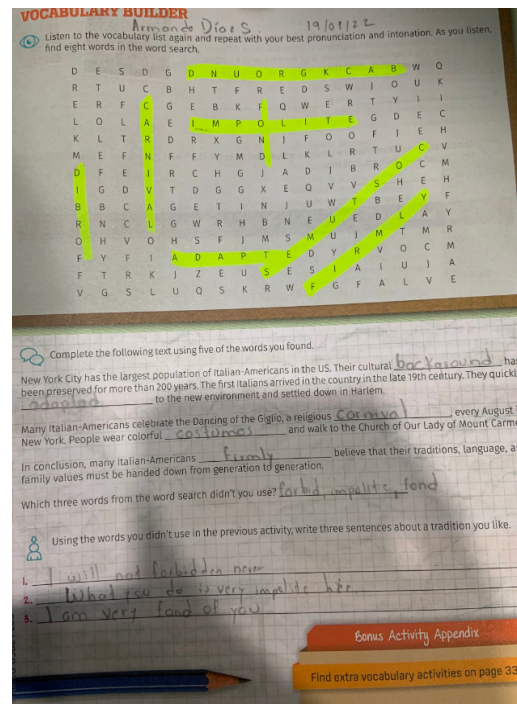 VOCABULARY BUILDER
Armando Díaz S. 19/01/22
Listen to the vocabulary list again and repeat with your best pronunciation and intonation. As you listen,
find eight words in the word search.
D E S D G D N U O R G K C A B W Q
R T U C B H T F R E D S W I O U K
E R F C G E B K F Q W E R T Y I I
L O L A E I M P O L I T E G D E C
K L T R D R X G N J F O O F J E H
M E F N F F Y M D L K L R T U C V
D F E I R C H G J A D J B R O C M
I G D V T D G G X E Q V V S H E H
B B C A G E T I N J U W T B E Y F
R N C L G W R H B N E U E D L A Y
O H V O H S F J M S M U J M T M R
F Y F I A D A P T E D Y R V O C M
F T R K J Z E U S E S I A I U J A
V G S L U Q S K R W F G F A L V E
Complete the following text using five of the words you found.
New York City has the largest population of Italian-Americans in the US. Their cultural background has
been preserved for more than 200 years. The first Italians arrived in the country in the late 19th century. They quickl
adapted to the new environment and settled down in Harlem.
Many Italian-Americans celebrate the Dancing of the Giglio, a religious Cornival, every August
New York. People wear colorful costumes and walk to the Church of Our Lady of Mount Carme
In conclusion, many Italian-Americans firmly believe that their traditions, language, a
family values must be handed down from generation to generation.
Which three words from the word search didn't you use? forbid, impolite, fond
Using the words you didn't use in the previous activity, write three sentences about a tradition you like.
1. I will not forbidden never
2. What you do is very impolite
3. I am very fond of you
Bonus Activity Appendix
Find extra vocabulary activities on page 33